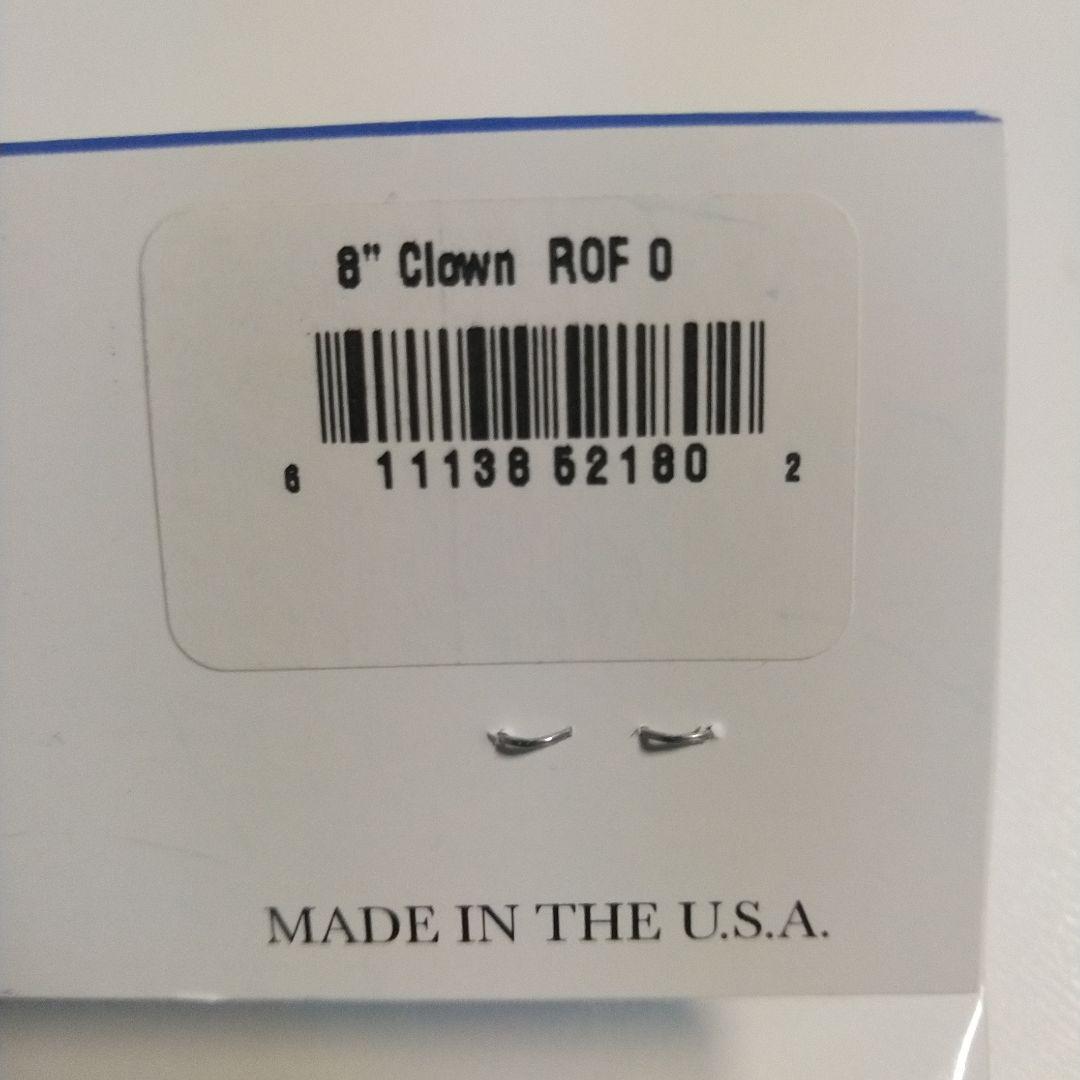 8" Clown ROF 0
6 11138 52180 2
MADE IN THE U.S.A.